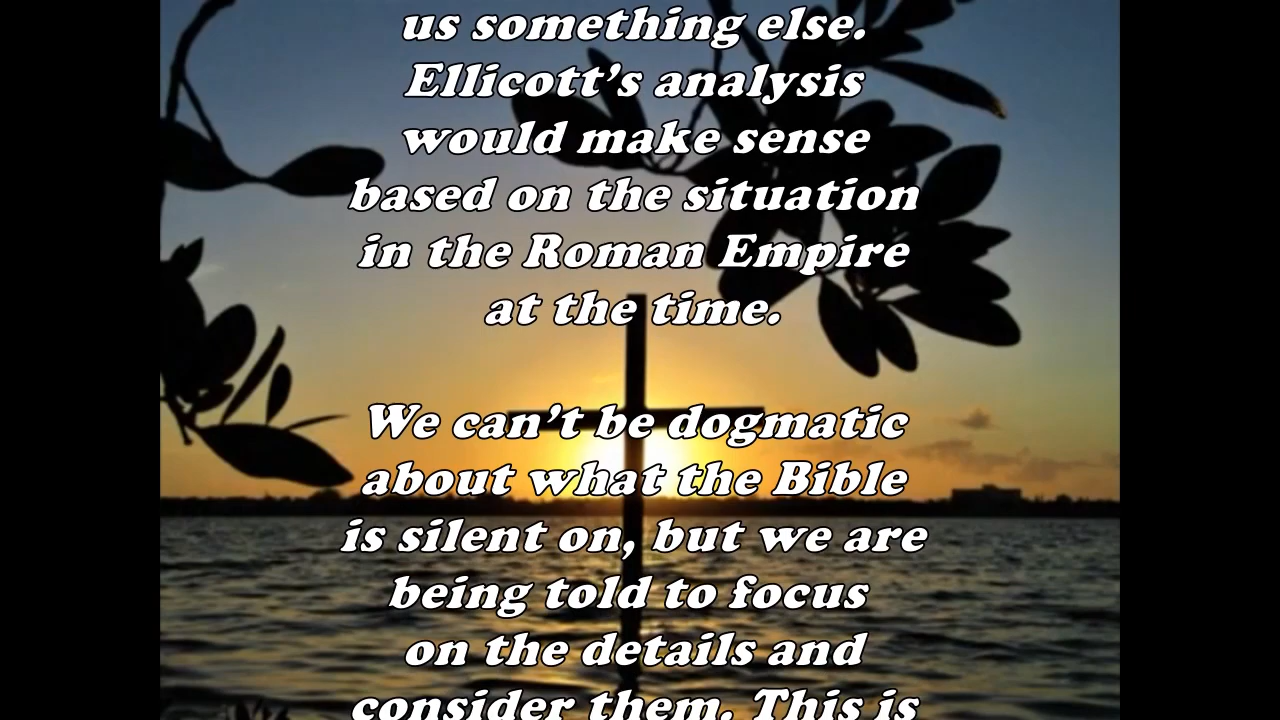 us something else.
Ellicott’s analysis
would make sense
based on the situation
in the Roman Empire
at the time.
We can’t be dogmatic
about what the Bible
is silent on, but we are
being told to focus
on the details and
consider them. This is